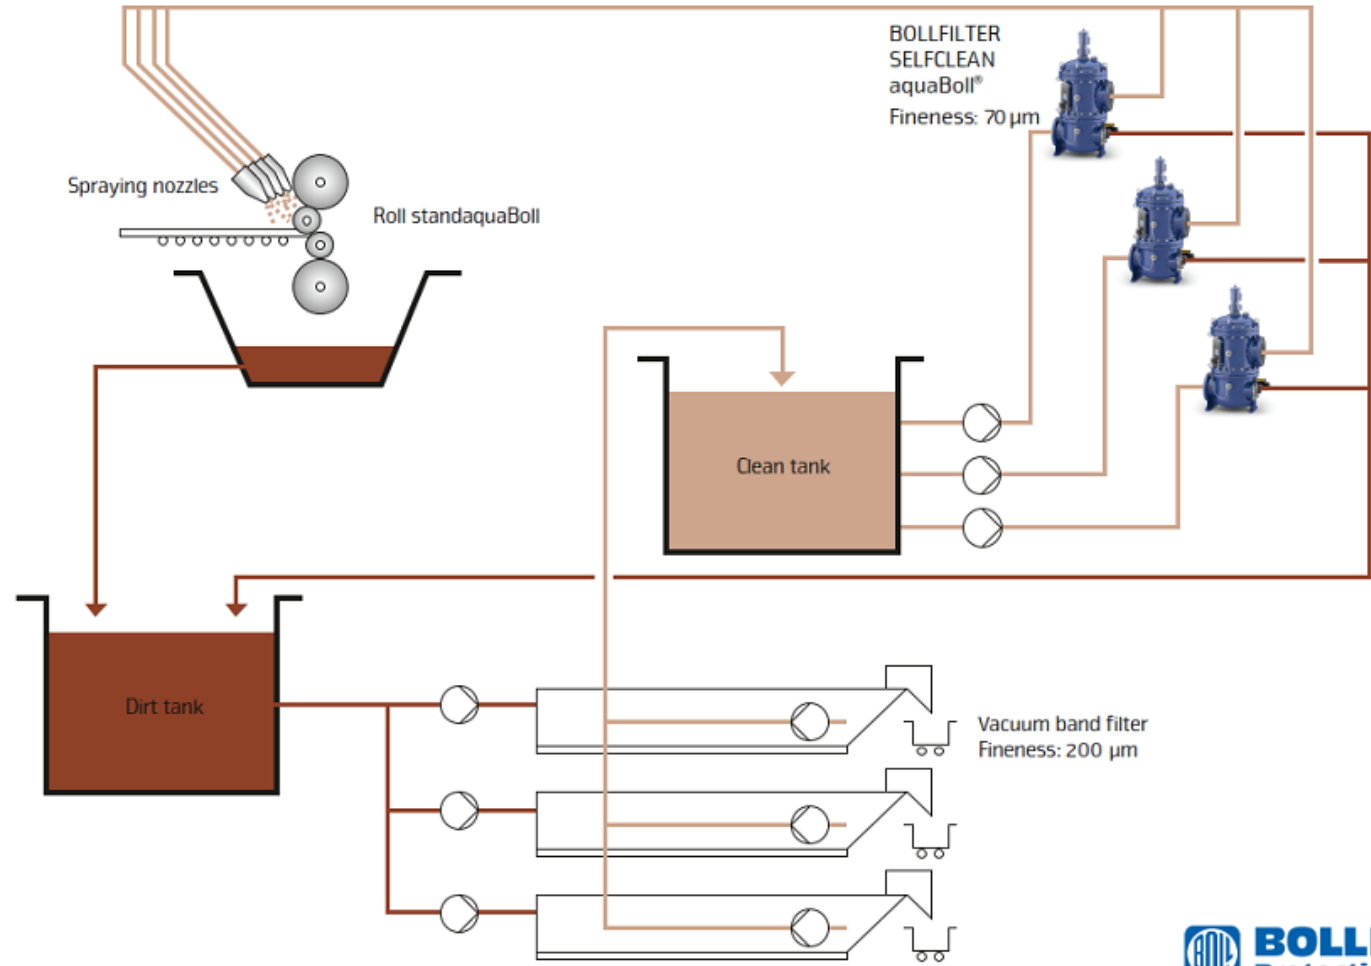 BOLLFILTER
SELFCLEAN
aquaBoll®
Fineness: 70 µm
Spraying nozzles
Roll standaquaBoll
Clean tank
Dirt tank
Vacuum band filter
Fineness: 200 µm
BOLL